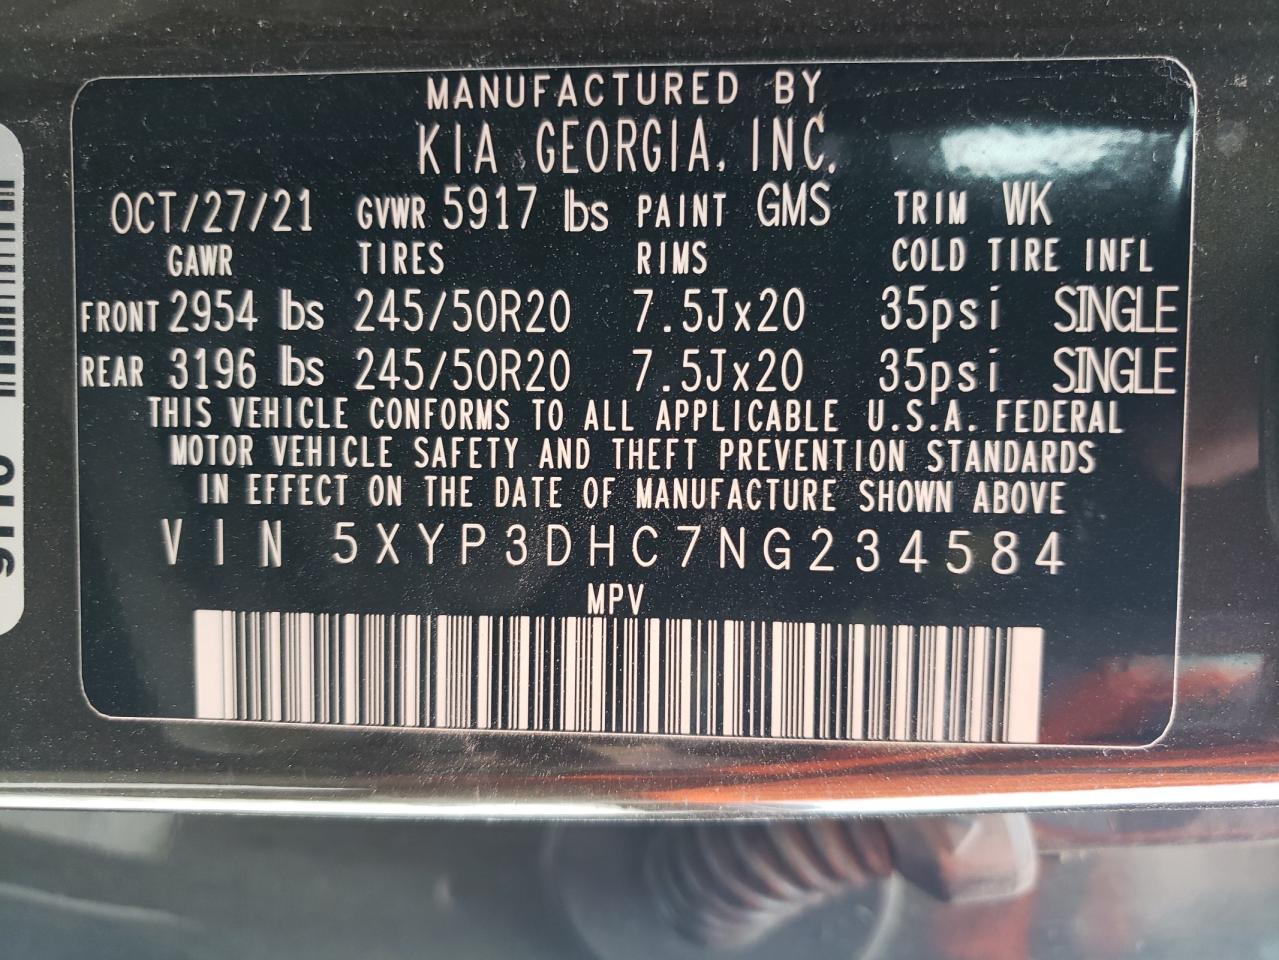 MANUFACTURED BY
KIA GEORGIA, INC.
OCT/27/21 GVWR 5917 lbs PAINT GMS TRIM WK
GAWR TIRES RIMS COLD TIRE INFL
FRONT 2954 lbs 245/50R20 7.5Jx20 35psi SINGLE
REAR 3196 lbs 245/50R20 7.5Jx20 35psi SINGLE
THIS VEHICLE CONFORMS TO ALL APPLICABLE U.S.A. FEDERAL
MOTOR VEHICLE SAFETY AND THEFT PREVENTION STANDARDS
IN EFFECT ON THE DATE OF MANUFACTURE SHOWN ABOVE
VIN 5XYP3DHC7NG234584
MPV